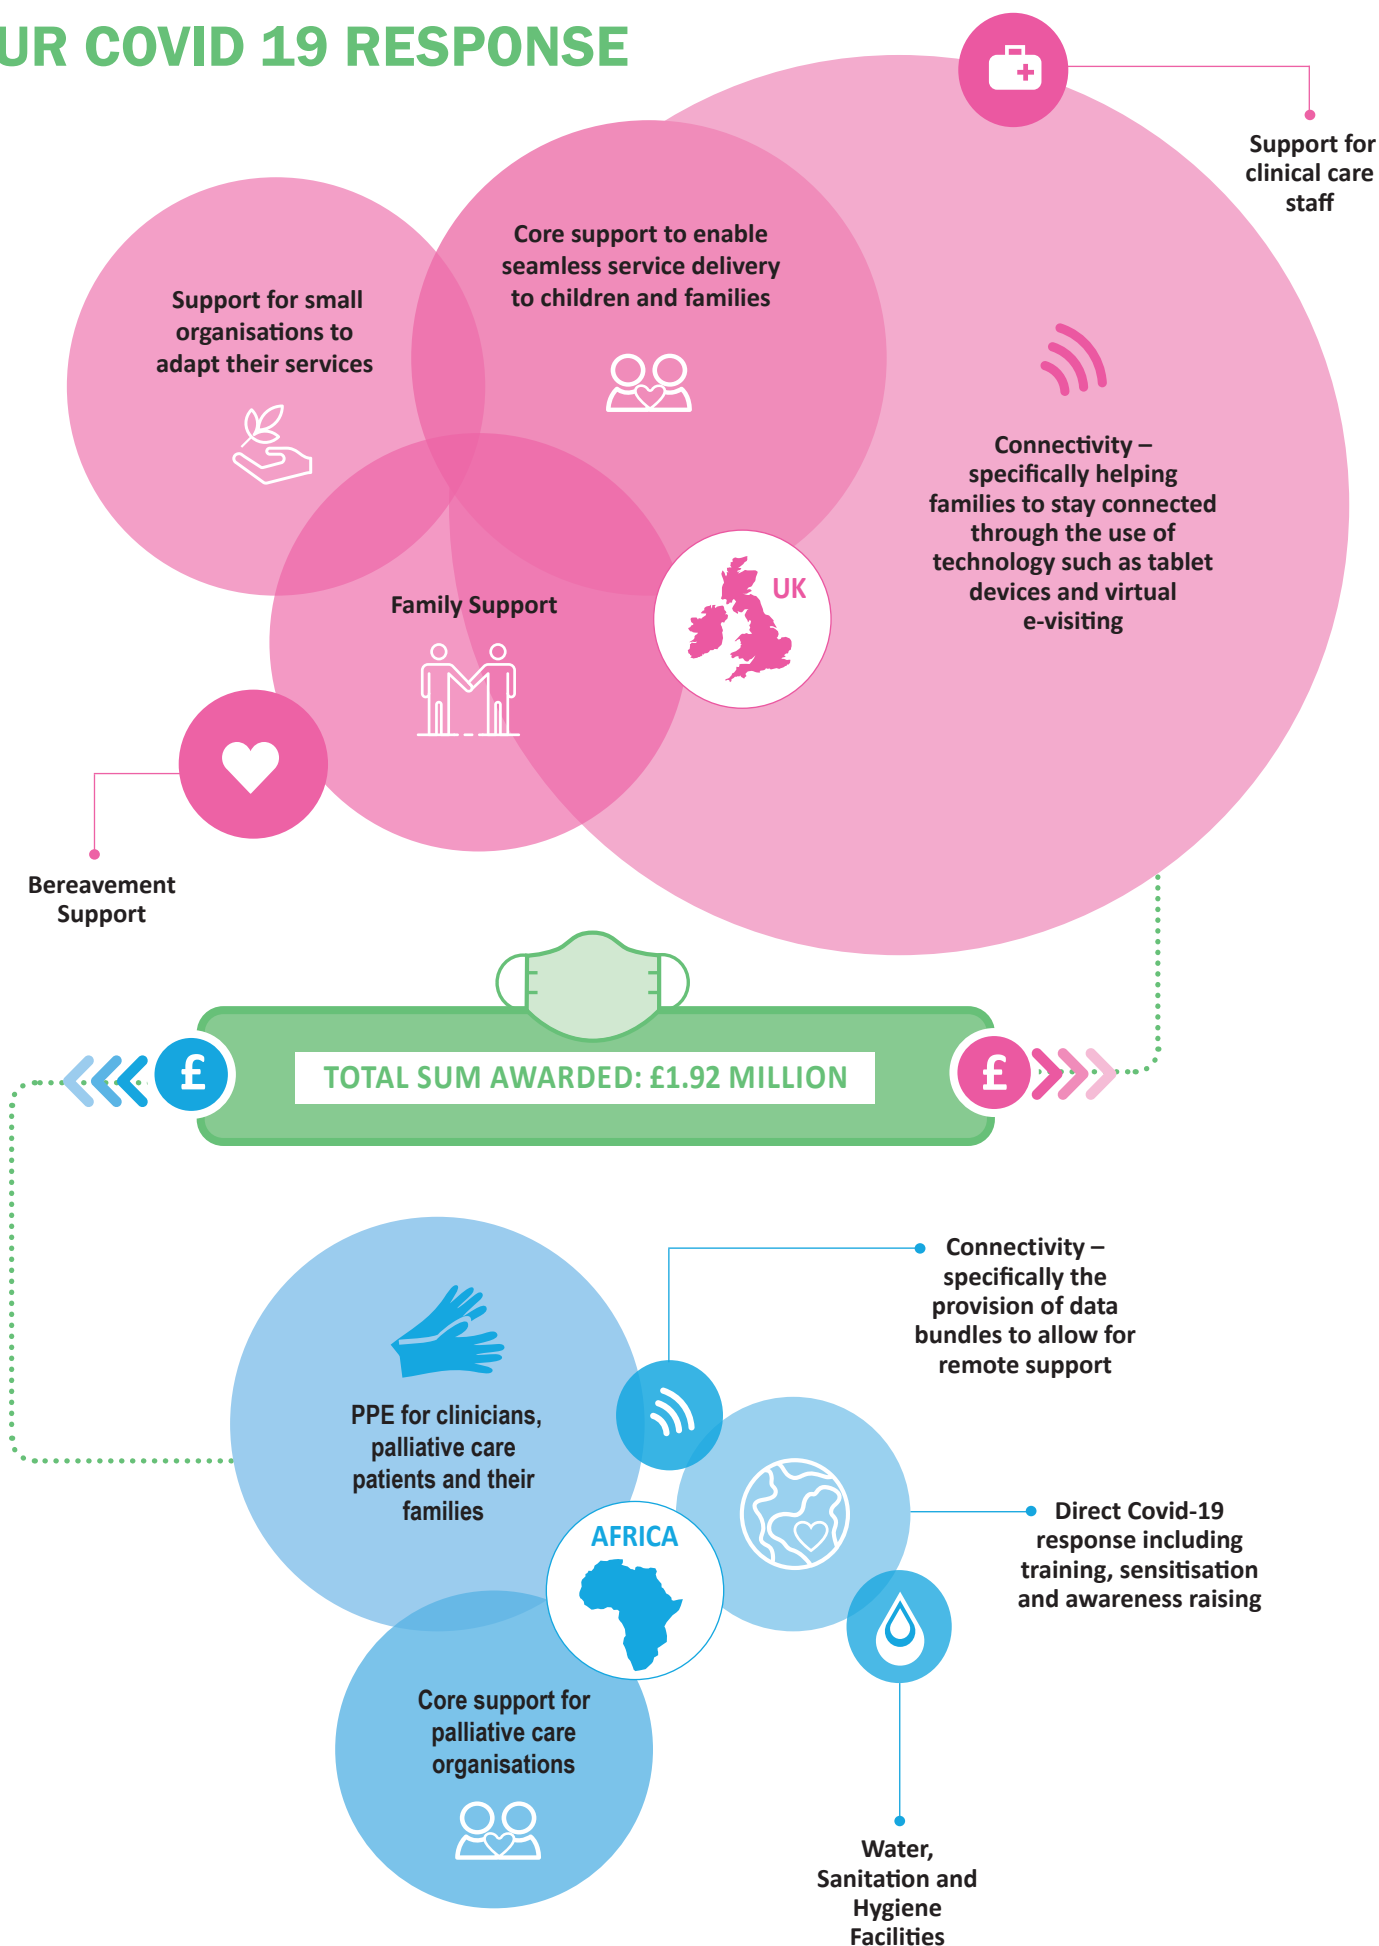 UR COVID 19 RESPONSE
Support for
clinical care
staff
Core support to enable
seamless service delivery
to children and families
Support for small
organisations to
adapt their services
Connectivity –
specifically helping
families to stay connected
through the use of
technology such as tablet
devices and virtual
e-visiting
UK
Family Support
Bereavement
Support
£
TOTAL SUM AWARDED: £1.92 MILLION
£
Connectivity –
specifically the
provision of data
bundles to allow for
remote support
PPE for clinicians,
palliative care
patients and their
families
AFRICA
Direct Covid-19
response including
training, sensitisation
and awareness raising
Core support for
palliative care
organisations
Water,
Sanitation and
Hygiene
Facilities